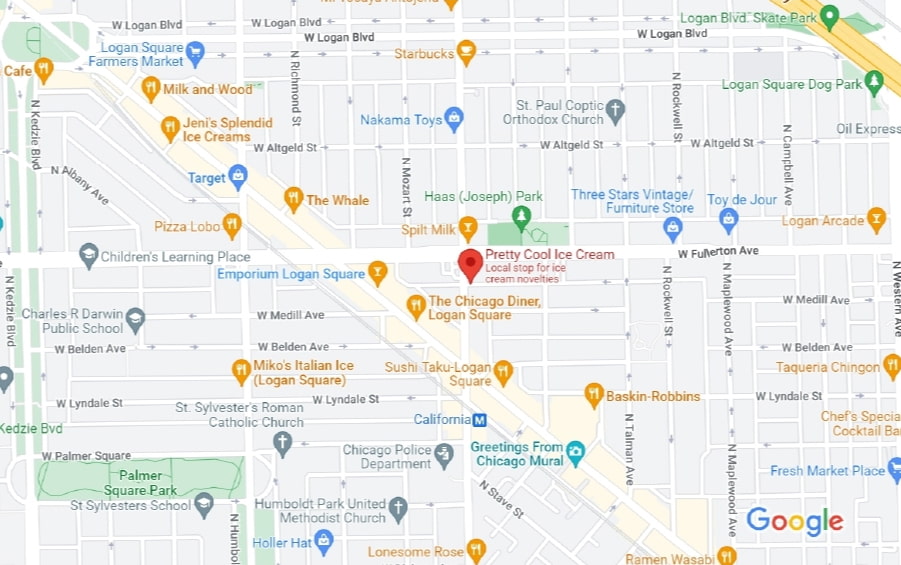 Mi Tocaya Antojería
W Logan Blvd
W Logan Blvd
W Logan Blvd
W Logan Blvd
Logan Blvd. Skate Park
Logan Square
Farmers Market
Starbucks
Cafe
N Richmond St
N Rockwell St
Milk and Wood
Logan Square Dog Park
N Kedzie Blvd
St. Paul Coptic
Orthodox Church
Jeni's Splendid
Ice Creams
Nakama Toys
Oil Express
W Altgeld St
W Altgeld St
W Altgeld St
N Campbell Ave
N Albany Ave
N Mozart St
Target
The Whale
Haas (Joseph) Park
Three Stars Vintage/
Furniture Store
Toy de Jour
Pizza Lobo
Spilt Milk
Logan Arcade
Children's Learning Place
Pretty Cool Ice Cream
Local stop for ice
cream novelties
W Fullerton Ave
Emporium Logan Square
N Kedzie Blvd
N Rockwell St
N Maplewood Ave
N Western Ave
The Chicago Diner,
Logan Square
W Medill Ave
W Medill Ave
Charles R Darwin
Public School
W Belden Ave
W Belden Ave
Miko's Italian Ice
(Logan Square)
Sushi Taku-Logan
Square
Taqueria Chingon
W Lyndale St
W Lyndale St
Baskin-Robbins
St. Sylvester's Roman
Catholic Church
California
M
Chef's Specia
Cocktail Bar
Kedzie Blvd
N Talman Ave
W Palmer Square
Chicago Police
Department
Greetings From
Chicago Mural
N Maplewood Ave
Fresh Market Place
Palmer
Square Park
St Sylvesters School
N Stave St
Humboldt Park United
Methodist Church
N Humbol
Google
Holler Hat
Lonesome Rose
Ramen Wasabi